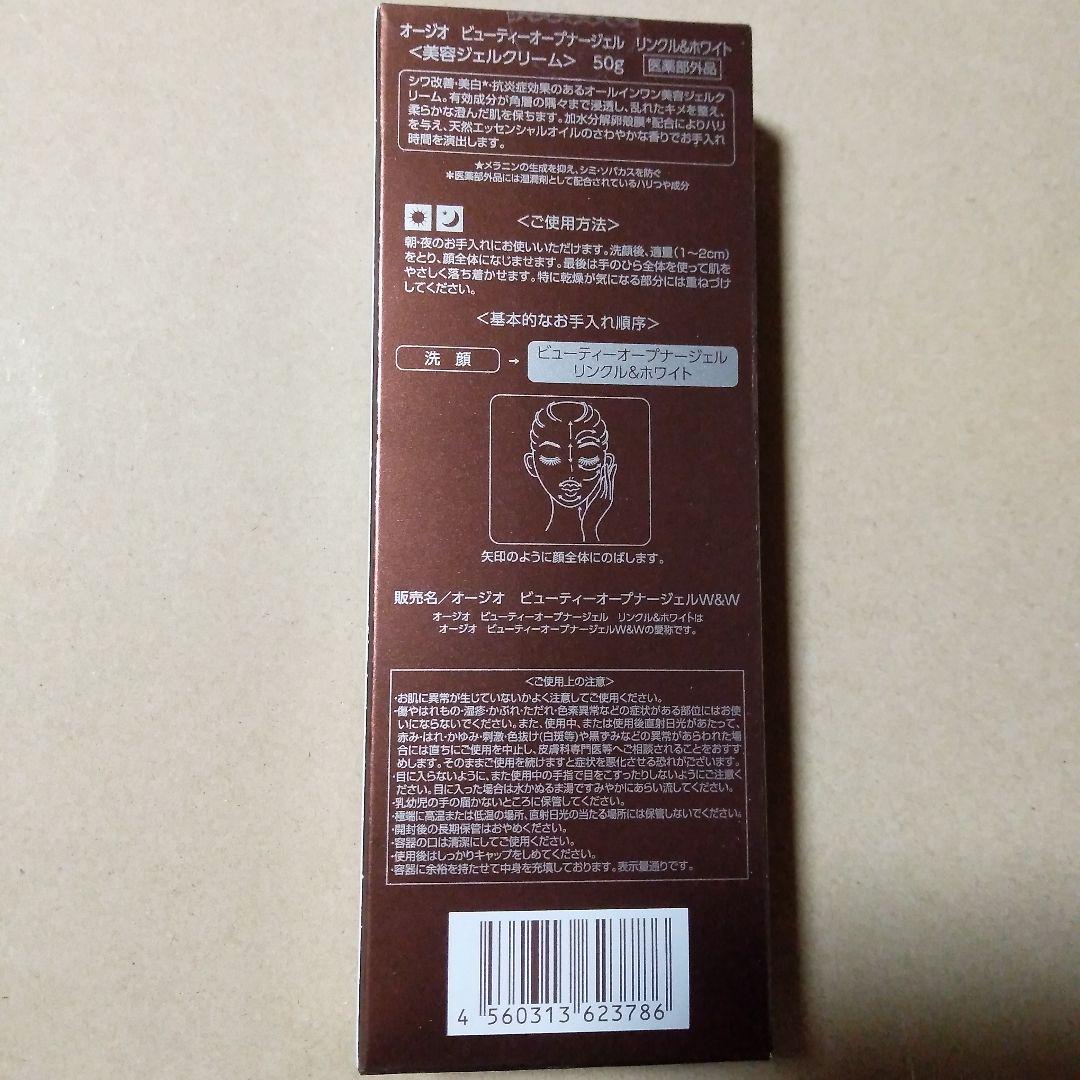 オージオ ビューティーオープナージェル リンクル&ホワイト
<美容ジェルクリーム> 50g 医薬部外品
シワ改善・美白★・抗炎症効果のあるオールインワン美容ジェルク
リーム。有効成分が角層の隅々まで浸透し、乱れたキメを整え、
柔らかな澄んだ肌を保ちます。加水分解卵殻膜*配合によりハリ
を与え、天然エッセンシャルオイルのさわやかな香りでお手入れ
時間を演出します。
★メラニンの生成を抑え、シミ・ソバカスを防ぐ
*医薬部外品には湿潤剤として配合されているハリつや成分
<ご使用方法>
朝・夜のお手入れにお使いいただけます。洗顔後、適量(1～2cm)
をとり、顔全体になじませます。最後は手のひら全体を使って肌を
やさしく落ち着かせます。特に乾燥が気になる部分には重ねづけ
してください。
<基本的なお手入れ順序>
洗顔 → ビューティーオープナージェル
リンクル&ホワイト
矢印のように顔全体にのばします。
販売名/オージオ ビューティーオープナージェルW&W
オージオ ビューティーオープナージェル リンクル&ホワイトは
オージオ ビューティーオープナージェルW&Wの愛称です。
<ご使用上の注意>
・お肌に異常が生じていないかよく注意してご使用ください。
・傷やはれもの・湿疹・かぶれ・ただれ・色素異常などの症状がある部位にはお使
いにならないでください。また、使用中、または使用後直射日光があたって、
赤み・はれ・かゆみ・刺激・色抜け(白斑等)や黒ずみなどの異常があらわれた場
合には直ちにご使用を中止し、皮膚科専門医等へご相談されることをおすす
めします。そのままご使用を続けますと症状を悪化させる恐れがございます。
・目に入らないように、また使用中の手指で目をこすったりしないようにご注意く
ださい。目に入った場合は水かぬるま湯ですみやかにあらい流してください。
・乳幼児の手の届かないところに保管してください。
・極端に高温または低温の場所、直射日光の当たる場所には保管しないでください。
・開封後の長期保管はおやめください。
・容器の口は清潔にしてご使用ください。
・使用後はしっかりキャップをしめてください。
・容器に余裕を持たせて中身を充填しております。表示量通りです。
4 560313 623786